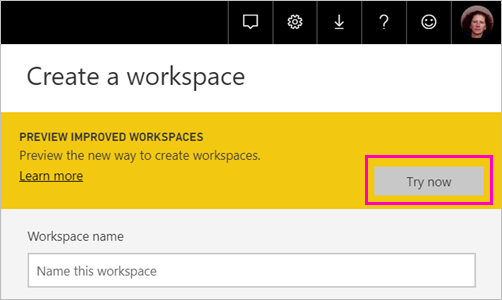 Create a workspace
PREVIEW IMPROVED WORKSPACES
Preview the new way to create workspaces.
Learn more
Try now
Workspace name
Name this workspace